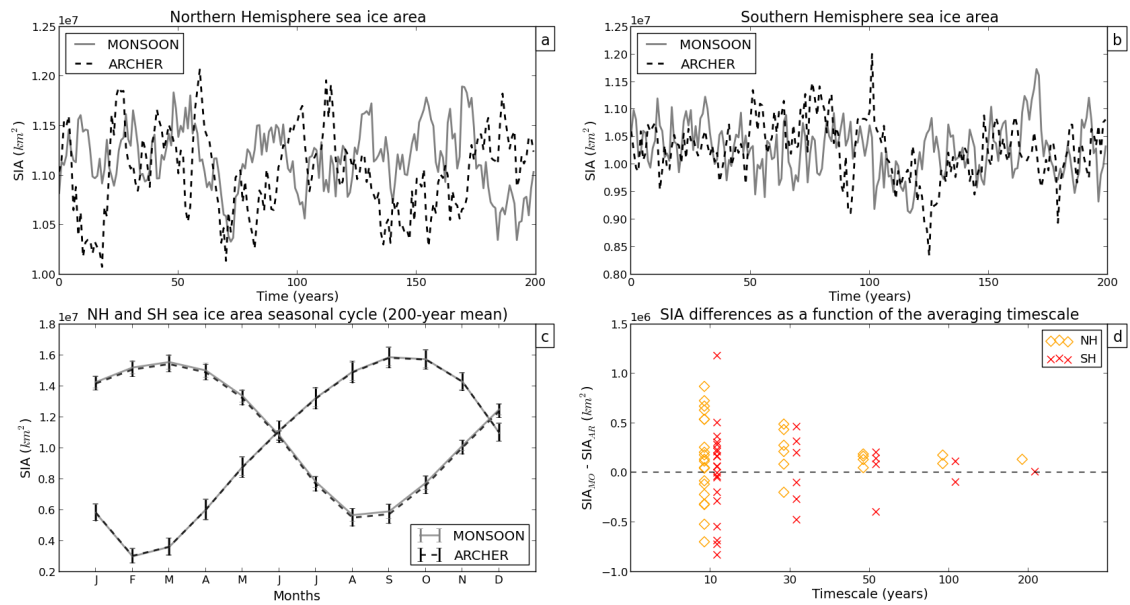 Northern Hemisphere sea ice area
1e7
a
MONSOON
ARCHER
SIA (km²)
1.25
1.20
1.15
1.10
1.05
1.00
0 50 100 150 200
Time (years)
Southern Hemisphere sea ice area
1e7
b
MONSOON
ARCHER
SIA (km²)
1.25
1.20
1.15
1.10
1.05
1.00
0.95
0.90
0.85
0.80
0 50 100 150 200
Time (years)
NH and SH sea ice area seasonal cycle (200-year mean)
1e7
c
SIA (km²)
1.8
1.6
1.4
1.2
1.0
0.8
0.6
0.4
0.2
MONSOON
ARCHER
J F M A M J J A S O N D
Months
SIA differences as a function of the averaging timescale
1e6
d
NH
SH
SIA_MO - SIA_AR (km²)
1.5
1.0
0.5
0.0
−0.5
−1.0
10 30 50 100 200
Timescale (years)